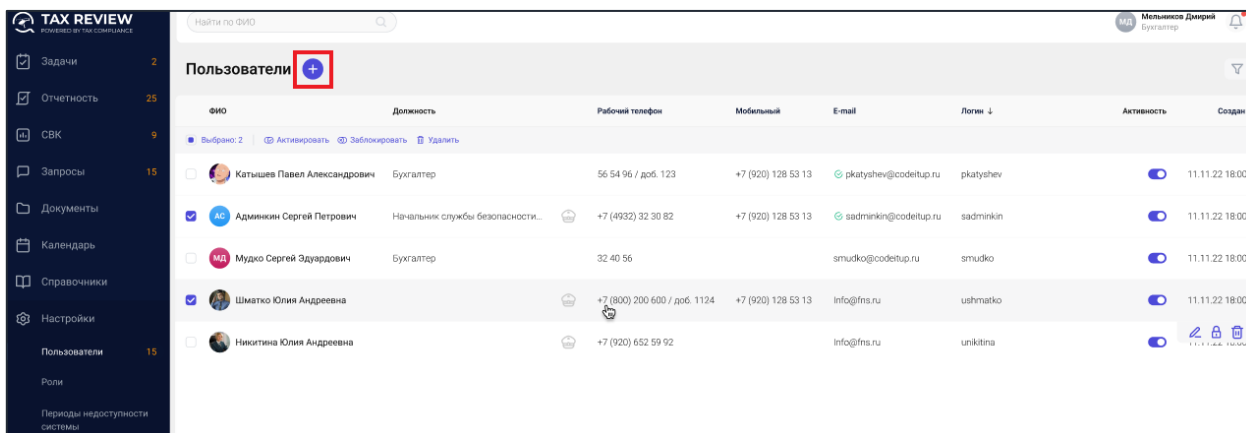 TAX REVIEW
POWERED BY TAX COMPLIANCE
Найти по ФИО
МД
Мельников Дмирий
Бухгалтер
Задачи 2
Отчетность 25
СВК 9
Запросы 15
Документы
Календарь
Справочники
Настройки
Пользователи 15
Роли
Периоды недоступности
системы
Пользователи
ФИО Должность Рабочий телефон Мобильный E-mail Логин ↓ Активность Создан
Выбрано: 2 Активировать Заблокировать Удалить
Катышев Павел Александрович Бухгалтер 56 54 96 / доб. 123 +7 (920) 128 53 13 pkatyshev@codeitup.ru pkatyshev 11.11.22 18:00
АС Админкин Сергей Петрович Начальник службы безопасности... +7 (4932) 32 30 82 +7 (920) 128 53 13 sadminkin@codeitup.ru sadminkin 11.11.22 18:00
МД Мудко Сергей Эдуардович Бухгалтер 32 40 56 smudko@codeitup.ru smudko 11.11.22 18:00
Шматко Юлия Андреевна +7 (800) 200 600 / доб. 1124 +7 (920) 128 53 13 Info@fns.ru ushmatko 11.11.22 18:00
Никитина Юлия Андреевна +7 (920) 652 59 92 Info@fns.ru unikitina